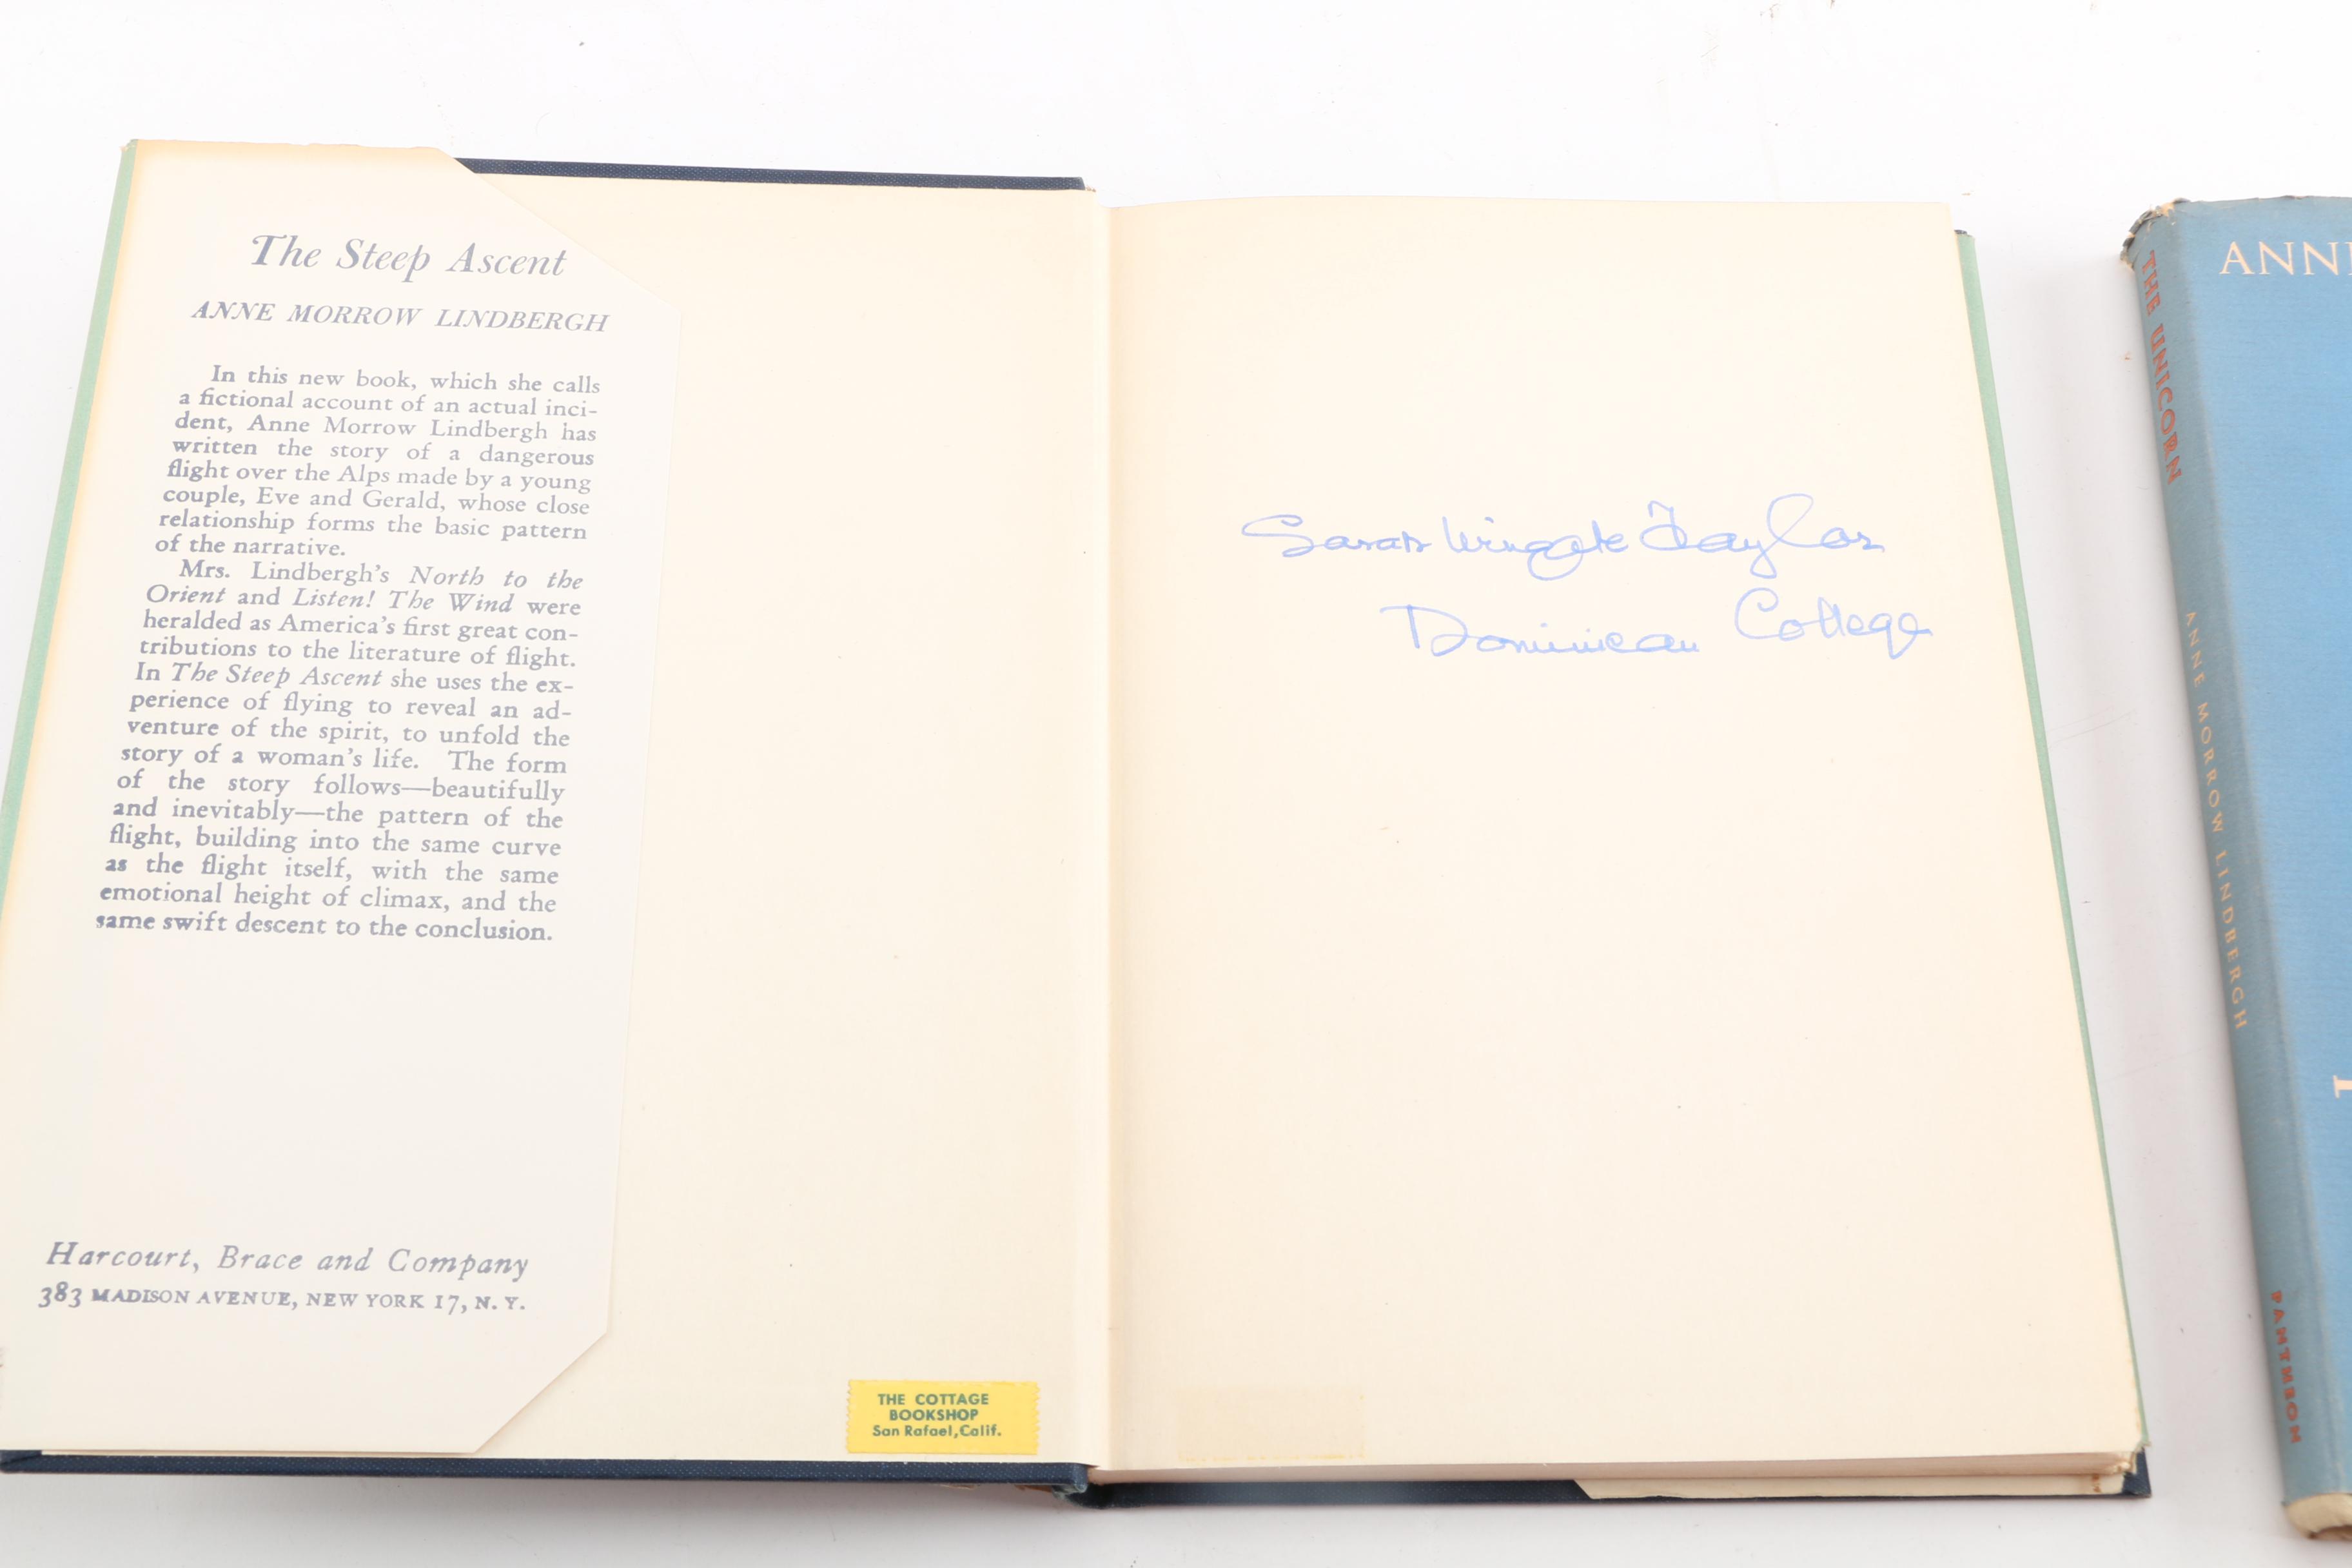 The Steep Ascent
ANNE MORROW LINDBERGH
In this new book, which she calls
a fictional account of an actual inci-
dent, Anne Morrow Lindbergh has
written the story of a dangerous
flight over the Alps made by a young
couple, Eve and Gerald, whose close
relationship forms the basic pattern
of the narrative.
Mrs. Lindbergh's North to the
Orient and Listen! The Wind were
heralded as America's first great con-
tributions to the literature of flight.
In The Steep Ascent she uses the ex-
perience of flying to reveal an ad-
venture of the spirit, to unfold the
story of a woman's life. The form
of the story follows—beautifully
and inevitably—the pattern of the
flight, building into the same curve
as the flight itself, with the same
emotional height of climax, and the
same swift descent to the conclusion.
Harcourt, Brace and Company
383 MADISON AVENUE, NEW YORK 17, N. Y.
THE COTTAGE
BOOKSHOP
San Rafael, Calif.
Sarah Wingate Taylor
Dominican College
THE UNICORN
ANNE MORROW LINDBERGH
PANTHEON
ANNE